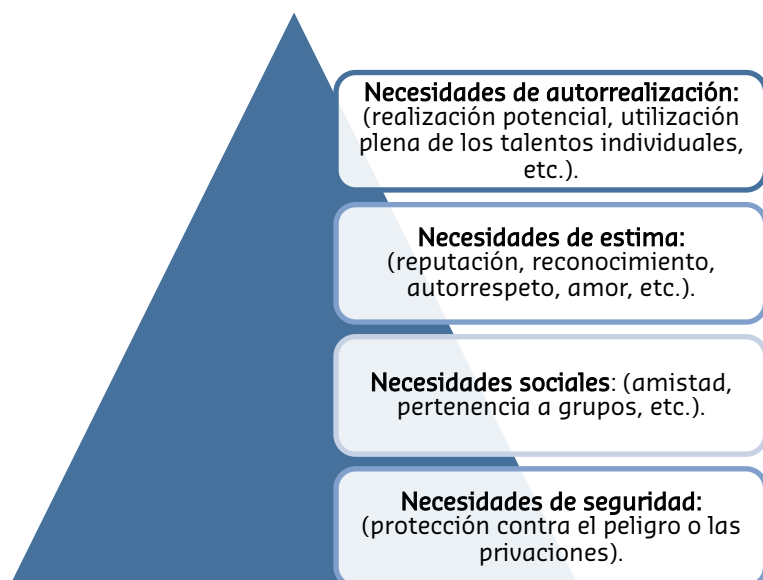 Necesidades de autorrealización:
(realización potencial, utilización
plena de los talentos individuales,
etc.).
Necesidades de estima:
(reputación, reconocimiento,
autorrespeto, amor, etc.).
Necesidades sociales: (amistad,
pertenencia a grupos, etc.).
Necesidades de seguridad:
(protección contra el peligro o las
privaciones).